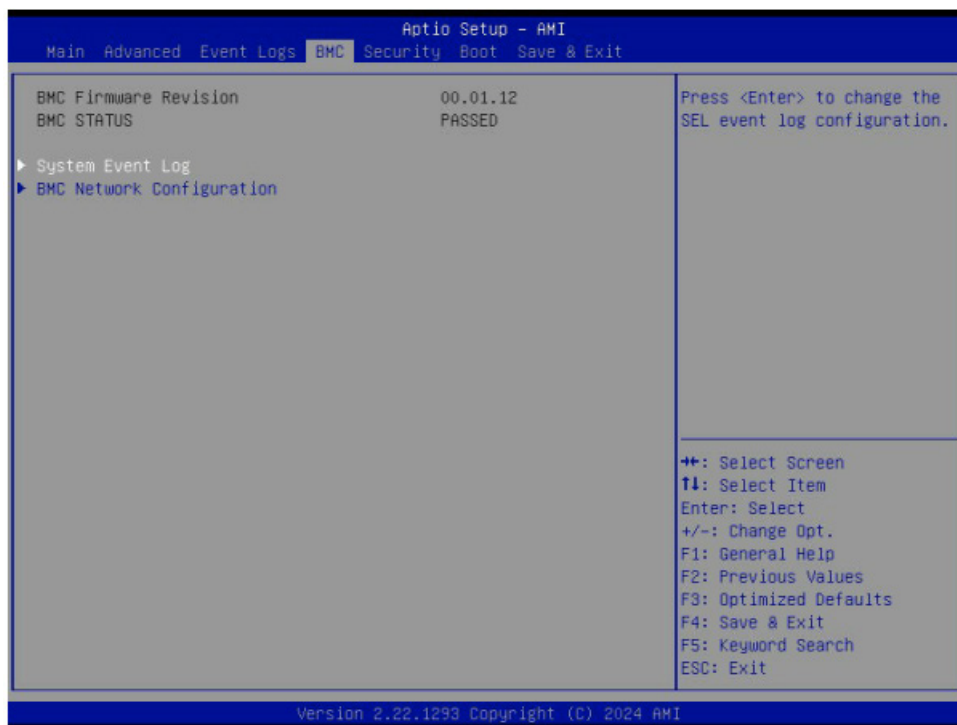 Aptio Setup - AMI
Main Advanced Event Logs BMC Security Boot Save & Exit
BMC Firmware Revision 00.01.12
BMC STATUS PASSED
System Event Log
BMC Network Configuration
Press <Enter> to change the
SEL event log configuration.
→←: Select Screen
↑↓: Select Item
Enter: Select
+/-: Change Opt.
F1: General Help
F2: Previous Values
F3: Optimized Defaults
F4: Save & Exit
F5: Keyword Search
ESC: Exit
Version 2.22.1293 Copyright (C) 2024 AMI